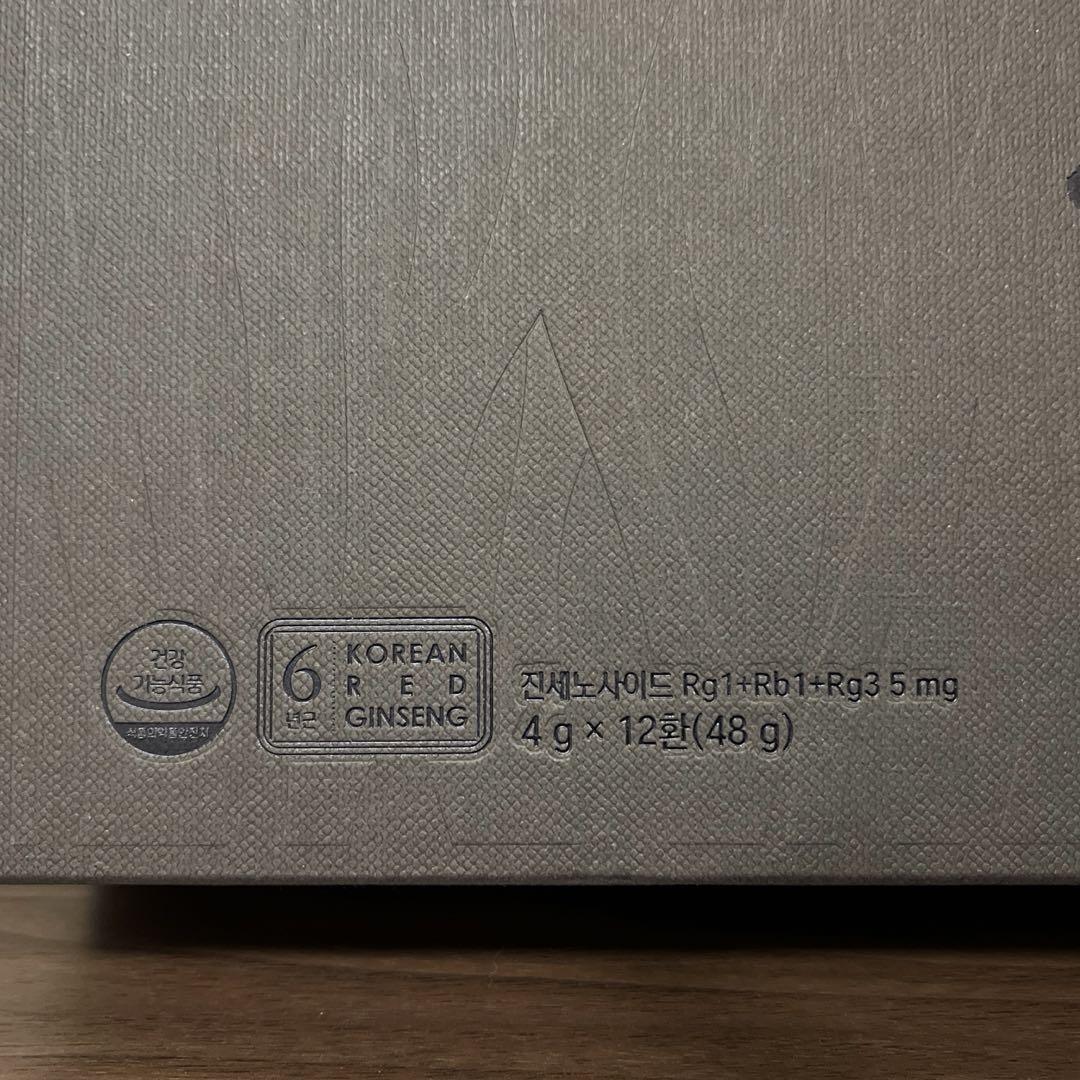 건강
기능식품
식품의약품안전처
6
년근
KOREAN
RED
GINSENG
진세노사이드 Rg1+Rb1+Rg3 5 mg
4 g × 12환(48 g)